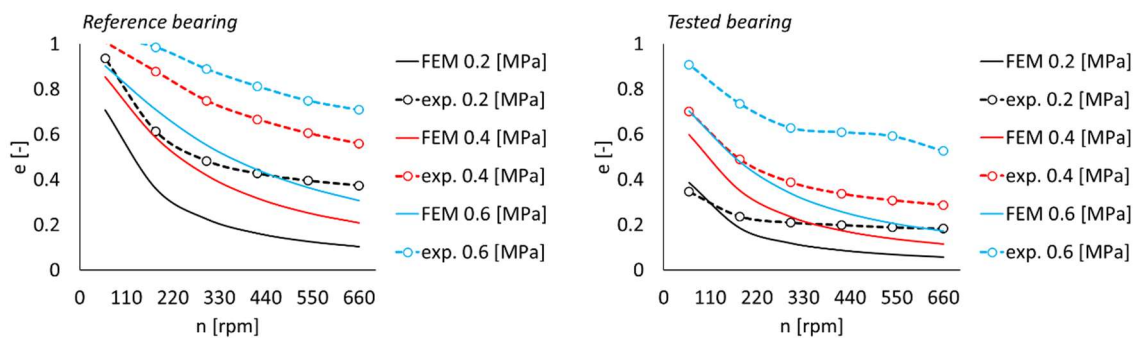 Reference bearing
1
0.8
0.6
0.4
0.2
0
e [-]
0 110 220 330 440 550 660
n [rpm]
FEM 0.2 [MPa]
exp. 0.2 [MPa]
FEM 0.4 [MPa]
exp. 0.4 [MPa]
FEM 0.6 [MPa]
exp. 0.6 [MPa]
Tested bearing
1
0.8
0.6
0.4
0.2
0
e [-]
0 110 220 330 440 550 660
n [rpm]
FEM 0.2 [MPa]
exp. 0.2 [MPa]
FEM 0.4 [MPa]
exp. 0.4 [MPa]
FEM 0.6 [MPa]
exp. 0.6 [MPa]